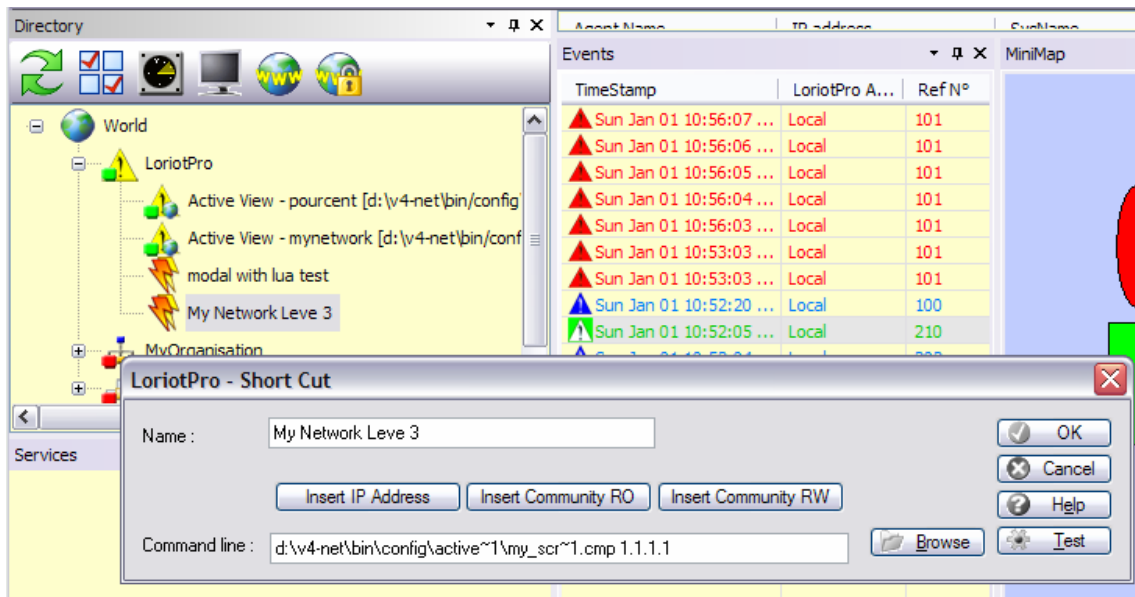 Directory
World
LoriotPro
Active View - pourcent [d:\v4-net\bin/config
Active View - mynetwork [d:\v4-net\bin/conf
modal with lua test
My Network Leve 3
MyOrganisation
Services
Agent Name IP address SysName
Events
TimeStamp LoriotPro A... Ref N°
Sun Jan 01 10:56:07 ... Local 101
Sun Jan 01 10:56:06 ... Local 101
Sun Jan 01 10:56:05 ... Local 101
Sun Jan 01 10:56:04 ... Local 101
Sun Jan 01 10:56:03 ... Local 101
Sun Jan 01 10:53:03 ... Local 101
Sun Jan 01 10:53:03 ... Local 101
Sun Jan 01 10:52:20 ... Local 100
Sun Jan 01 10:52:05 ... Local 210
MiniMap
LoriotPro - Short Cut
Name : My Network Leve 3
OK
Cancel
Insert IP Address Insert Community RO Insert Community RW
Help
Command line : d:\v4-net\bin\config\active~1\my_scr~1.cmp 1.1.1.1 Browse Test